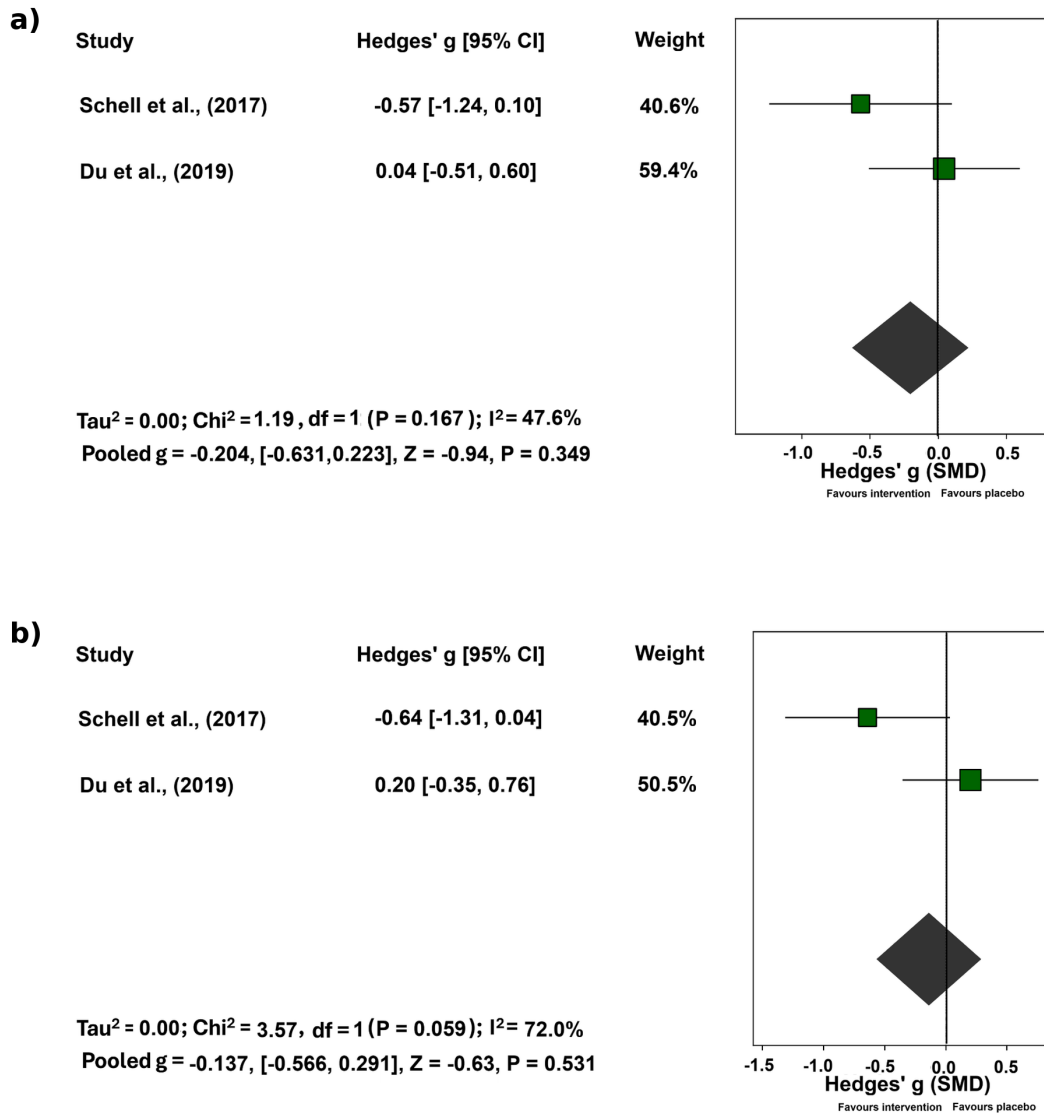 a)
Study Hedges' g [95% CI] Weight
Schell et al., (2017) -0.57 [-1.24, 0.10] 40.6%
Du et al., (2019) 0.04 [-0.51, 0.60] 59.4%
Tau² = 0.00; Chi² = 1.19, df = 1 (P = 0.167); I² = 47.6%
Pooled g = -0.204, [-0.631,0.223], Z = -0.94, P = 0.349
-1.0 -0.5 0.0 0.5
Hedges' g (SMD)
Favours intervention Favours placebo
b)
Study Hedges' g [95% CI] Weight
Schell et al., (2017) -0.64 [-1.31, 0.04] 40.5%
Du et al., (2019) 0.20 [-0.35, 0.76] 50.5%
Tau² = 0.00; Chi² = 3.57, df = 1 (P = 0.059); I² = 72.0%
Pooled g = -0.137, [-0.566, 0.291], Z = -0.63, P = 0.531
-1.5 -1.0 -0.5 0.0 0.5
Hedges' g (SMD)
Favours intervention Favours placebo